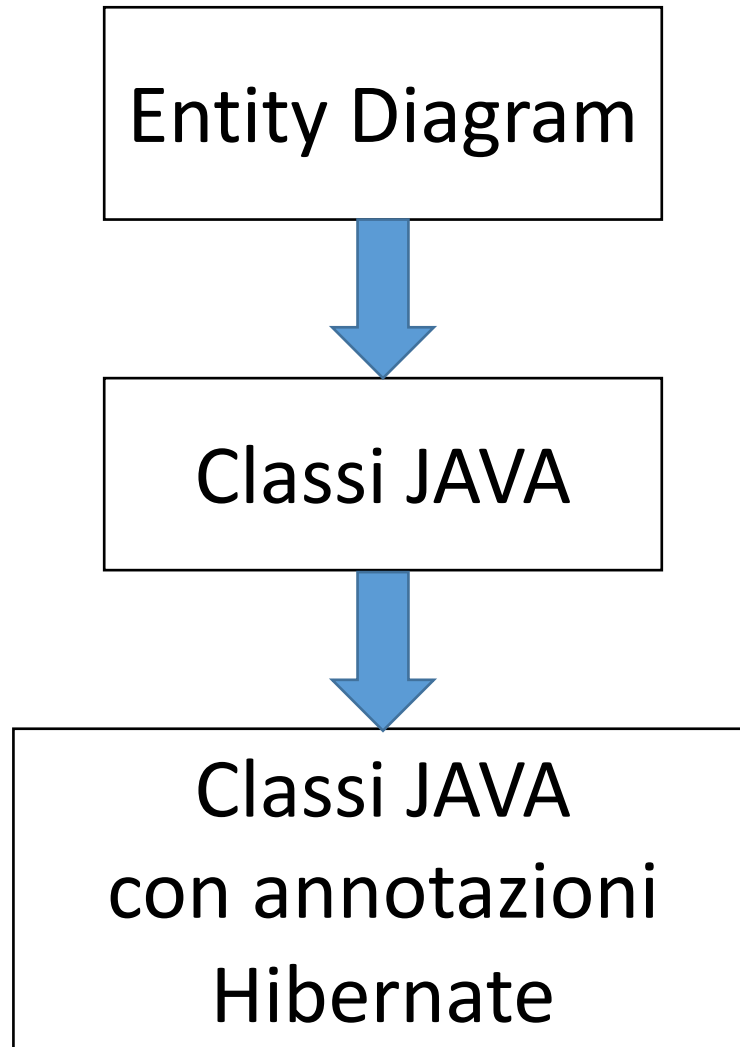 Entity Diagram
Classi JAVA
Classi JAVA
con annotazioni
Hibernate